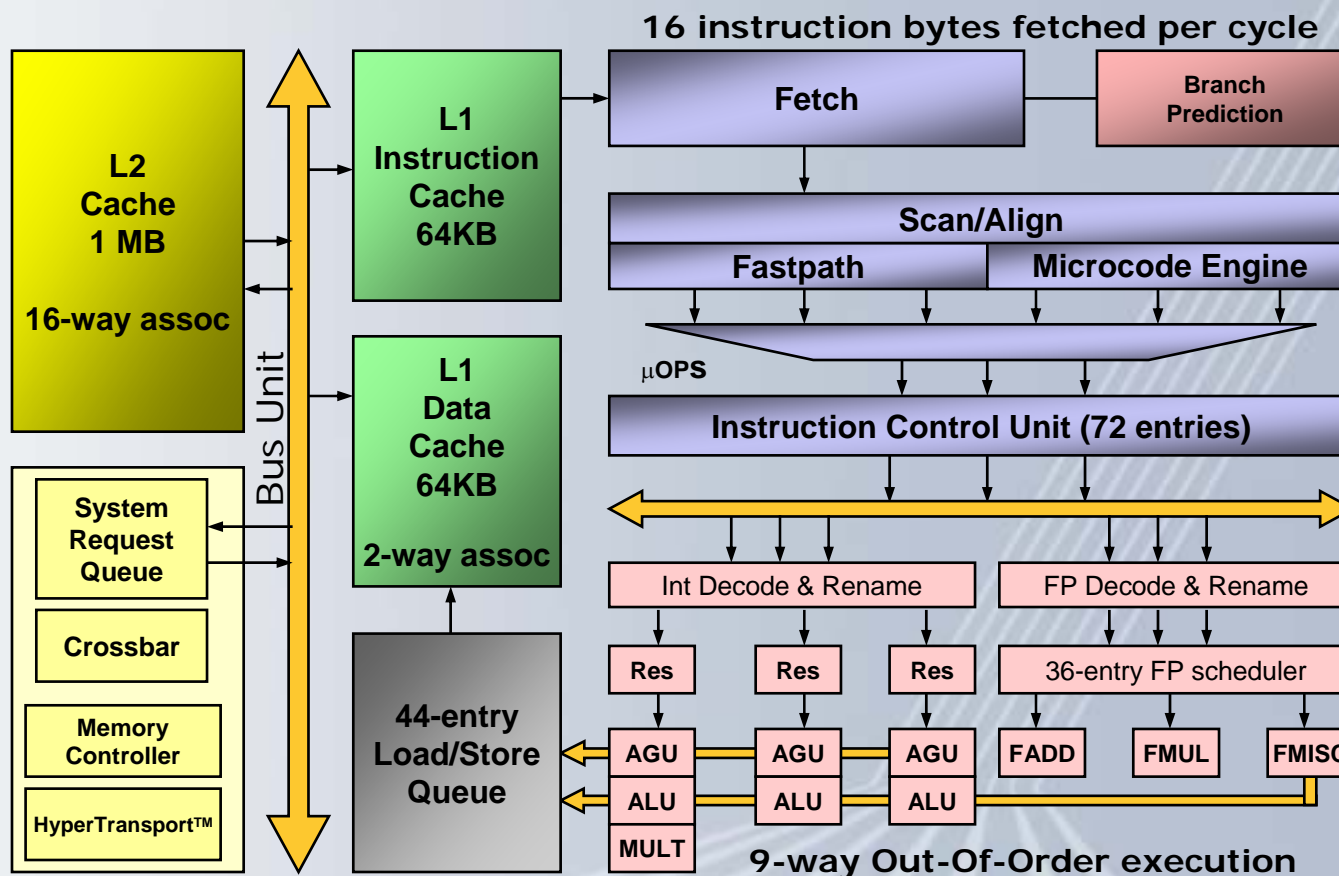 16 instruction bytes fetched per cycle
L2
Cache
1 MB
16-way assoc
Bus Unit
L1
Instruction
Cache
64KB
Fetch
Branch
Prediction
Scan/Align
Fastpath
Microcode Engine
µOPS
Instruction Control Unit (72 entries)
L1
Data
Cache
64KB
2-way assoc
System
Request
Queue
Crossbar
Memory
Controller
HyperTransport™
44-entry
Load/Store
Queue
Int Decode & Rename
FP Decode & Rename
Res
Res
Res
36-entry FP scheduler
AGU
AGU
AGU
FADD
FMUL
FMISC
ALU
ALU
ALU
MULT
9-way Out-Of-Order execution